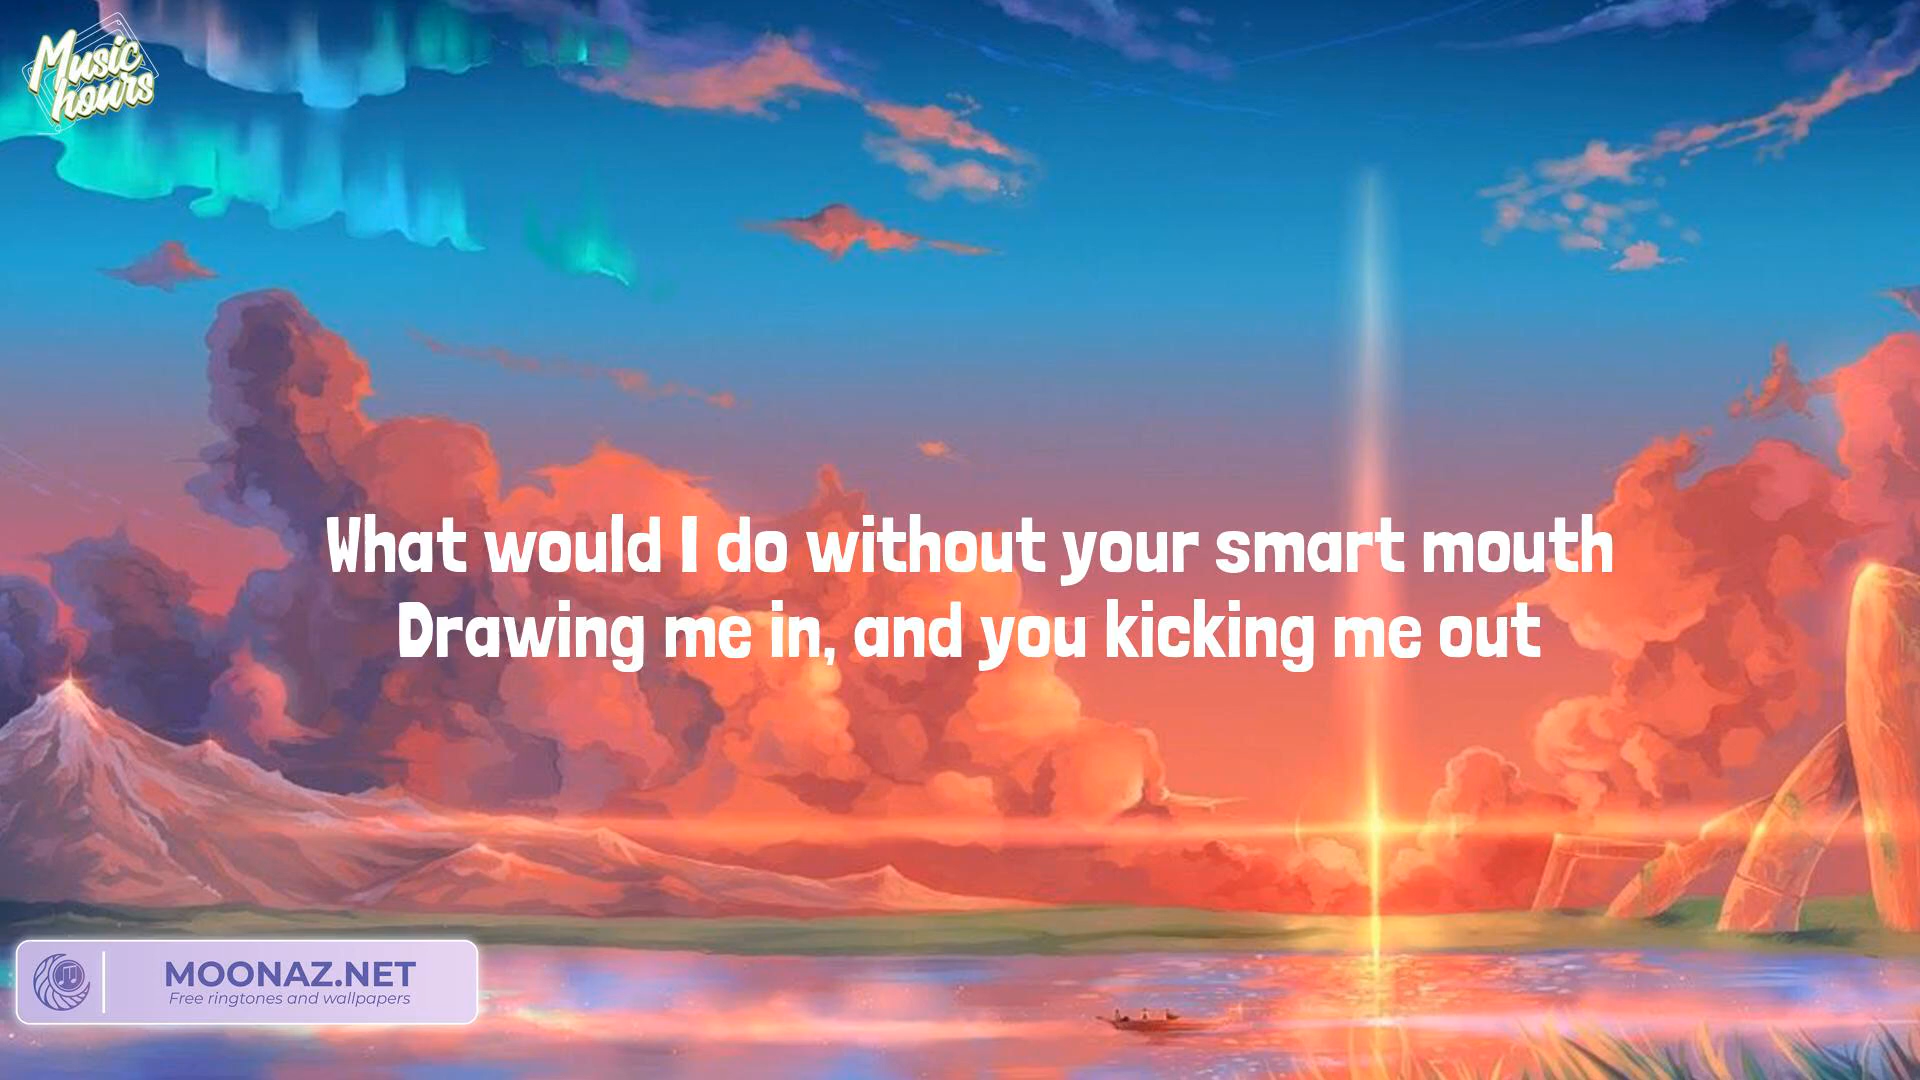 Music
hours
What would I do without your smart mouth
Drawing me in, and you kicking me out
MOONAZ.NET
Free ringtones and wallpapers